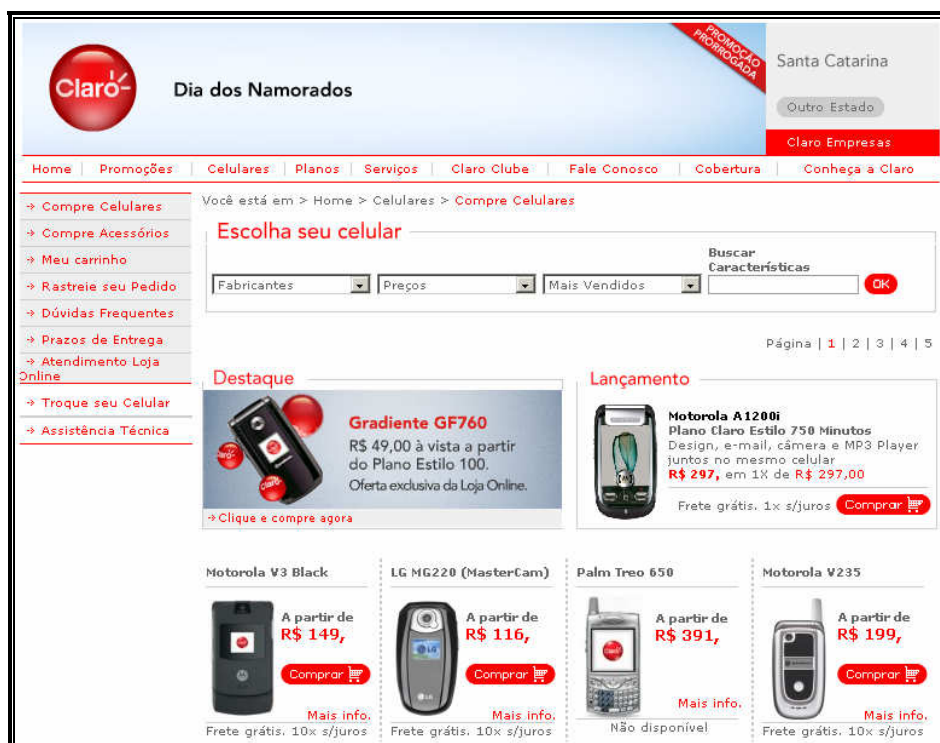 PROMOÇÃO
PRORROGADA
Claro
Dia dos Namorados
Santa Catarina
Outro Estado
Claro Empresas
Home | Promoções | Celulares | Planos | Serviços | Claro Clube | Fale Conosco | Cobertura | Conheça a Claro
Compre Celulares
Compre Acessórios
Meu carrinho
Rastreie seu Pedido
Dúvidas Frequentes
Prazos de Entrega
Atendimento Loja
Online
Troque seu Celular
Assistência Técnica
Você está em > Home > Celulares > Compre Celulares
Escolha seu celular
Buscar
Características
Fabricantes Preços Mais Vendidos OK
Página | 1 | 2 | 3 | 4 | 5
Destaque
Gradiente GF760
R$ 49,00 à vista a partir
do Plano Estilo 100.
Oferta exclusiva da Loja Online.
Clique e compre agora
Lançamento
Motorola A1200i
Plano Claro Estilo 750 Minutos
Design, e-mail, câmera e MP3 Player
juntos no mesmo celular
R$ 297, em 1X de R$ 297,00
Frete grátis. 1x s/juros Comprar
Motorola V3 Black
A partir de
R$ 149,
Comprar
Mais info.
Frete grátis. 10x s/juros
LG MG220 (MasterCam)
A partir de
R$ 116,
Comprar
Mais info.
Frete grátis. 10x s/juros
Palm Treo 650
A partir de
R$ 391,
Mais info.
Não disponível
Motorola V235
A partir de
R$ 199,
Comprar
Mais info.
Frete grátis. 10x s/juros